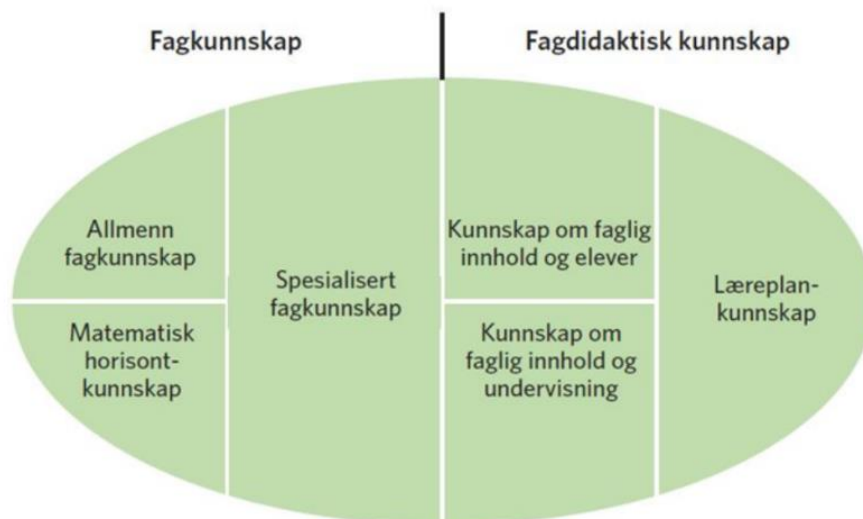 Fagkunnskap
Fagdidaktisk kunnskap
Allmenn
fagkunnskap
Matematisk
horisont-
kunnskap
Spesialisert
fagkunnskap
Kunnskap om faglig
innhold og elever
Kunnskap om
faglig innhold og
undervisning
Læreplan-
kunnskap